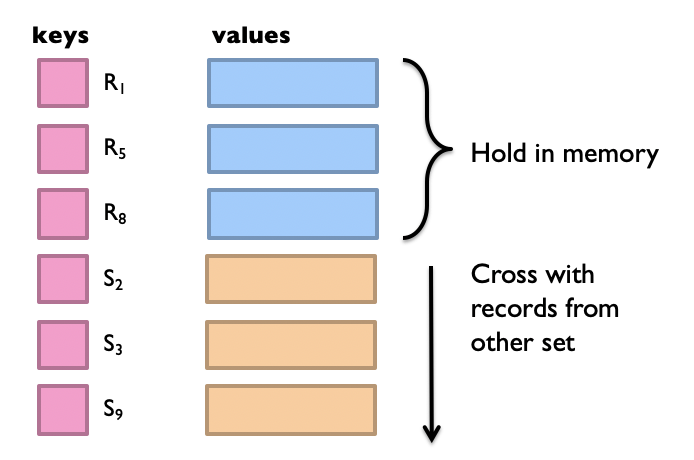 keys values
R1
R5
Hold in memory
R8
S2
Cross with
records from
other set
S3
S9